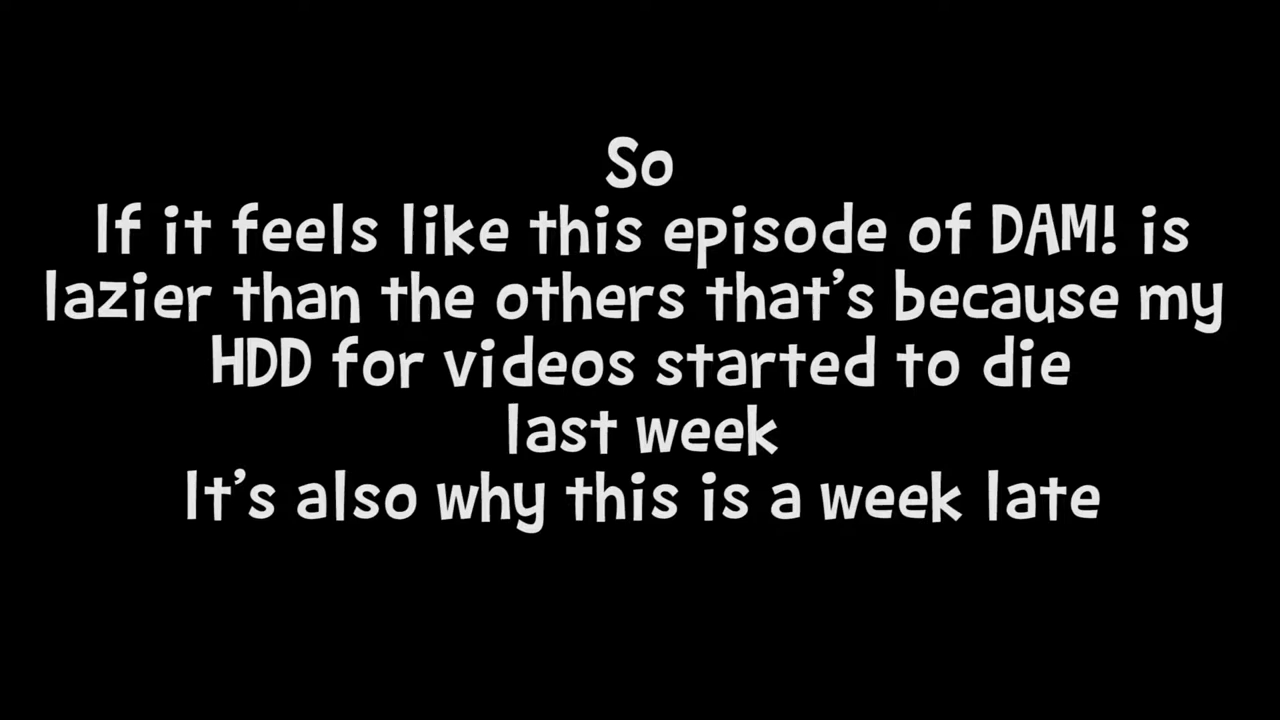 So
If it feels like this episode of DAM! is
lazier than the others that's because my
HDD for videos started to die
last week
It's also why this is a week late